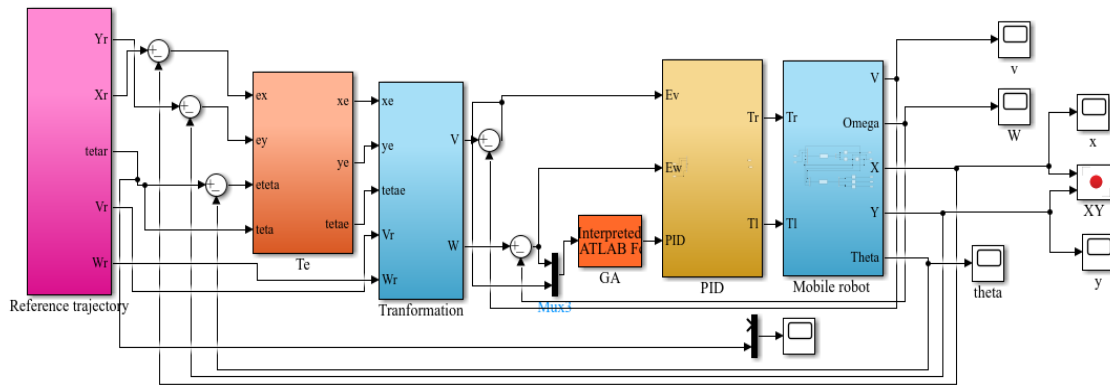 Yr
Xr
tetar
Vr
Wr
Reference trajectory
ex
ey
eteta
teta
xe
ye
tetae
Te
xe
ye
tetae
Vr
Wr
V
W
Tranformation
Interpreted
ATLAB F
GA
Mux3
Ev
Ew
PID
Tr
Tl
PID
Tr
Tl
V
Omega
X
Y
Theta
Mobile robot
v
W
x
XY
y
theta